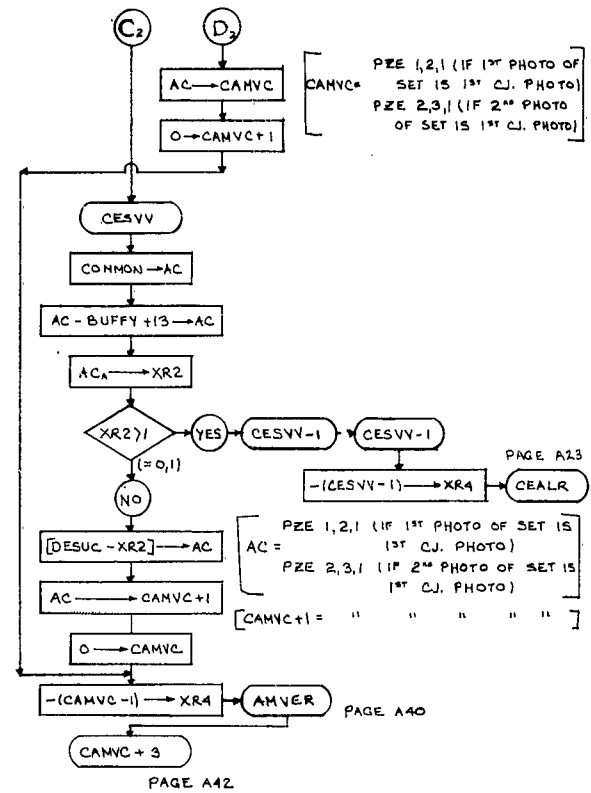 C₂
D₂
AC→CAMVC
O→CAMVC+1
CAMVC=
PZE 1,2,1 (IF 1ST PHOTO OF
SET IS 1ST CJ. PHOTO)
PZE 2,3,1 (IF 2ND PHOTO
OF SET IS 1ST CJ. PHOTO)
CESVV
COMMON→AC
AC-BUFFY+13→AC
ACA→XR2
XR2>1
YES
CESVV-1
CESVV-1
(=0,1)
NO
PAGE A23
-(CESVV-1)→XR4
CEALR
[DESUC-XR2]→AC
AC=
PZE 1,2,1 (IF 1ST PHOTO OF SET IS
1ST CJ. PHOTO)
PZE 2,3,1 (IF 2ND PHOTO OF SET IS
1ST CJ. PHOTO)
AC→CAMVC+1
[CAMVC+1= " " " " "]
O→CAMVC
-(CAMVC-1)→XR4
AMVER
PAGE A40
CAMVC+3
PAGE A42